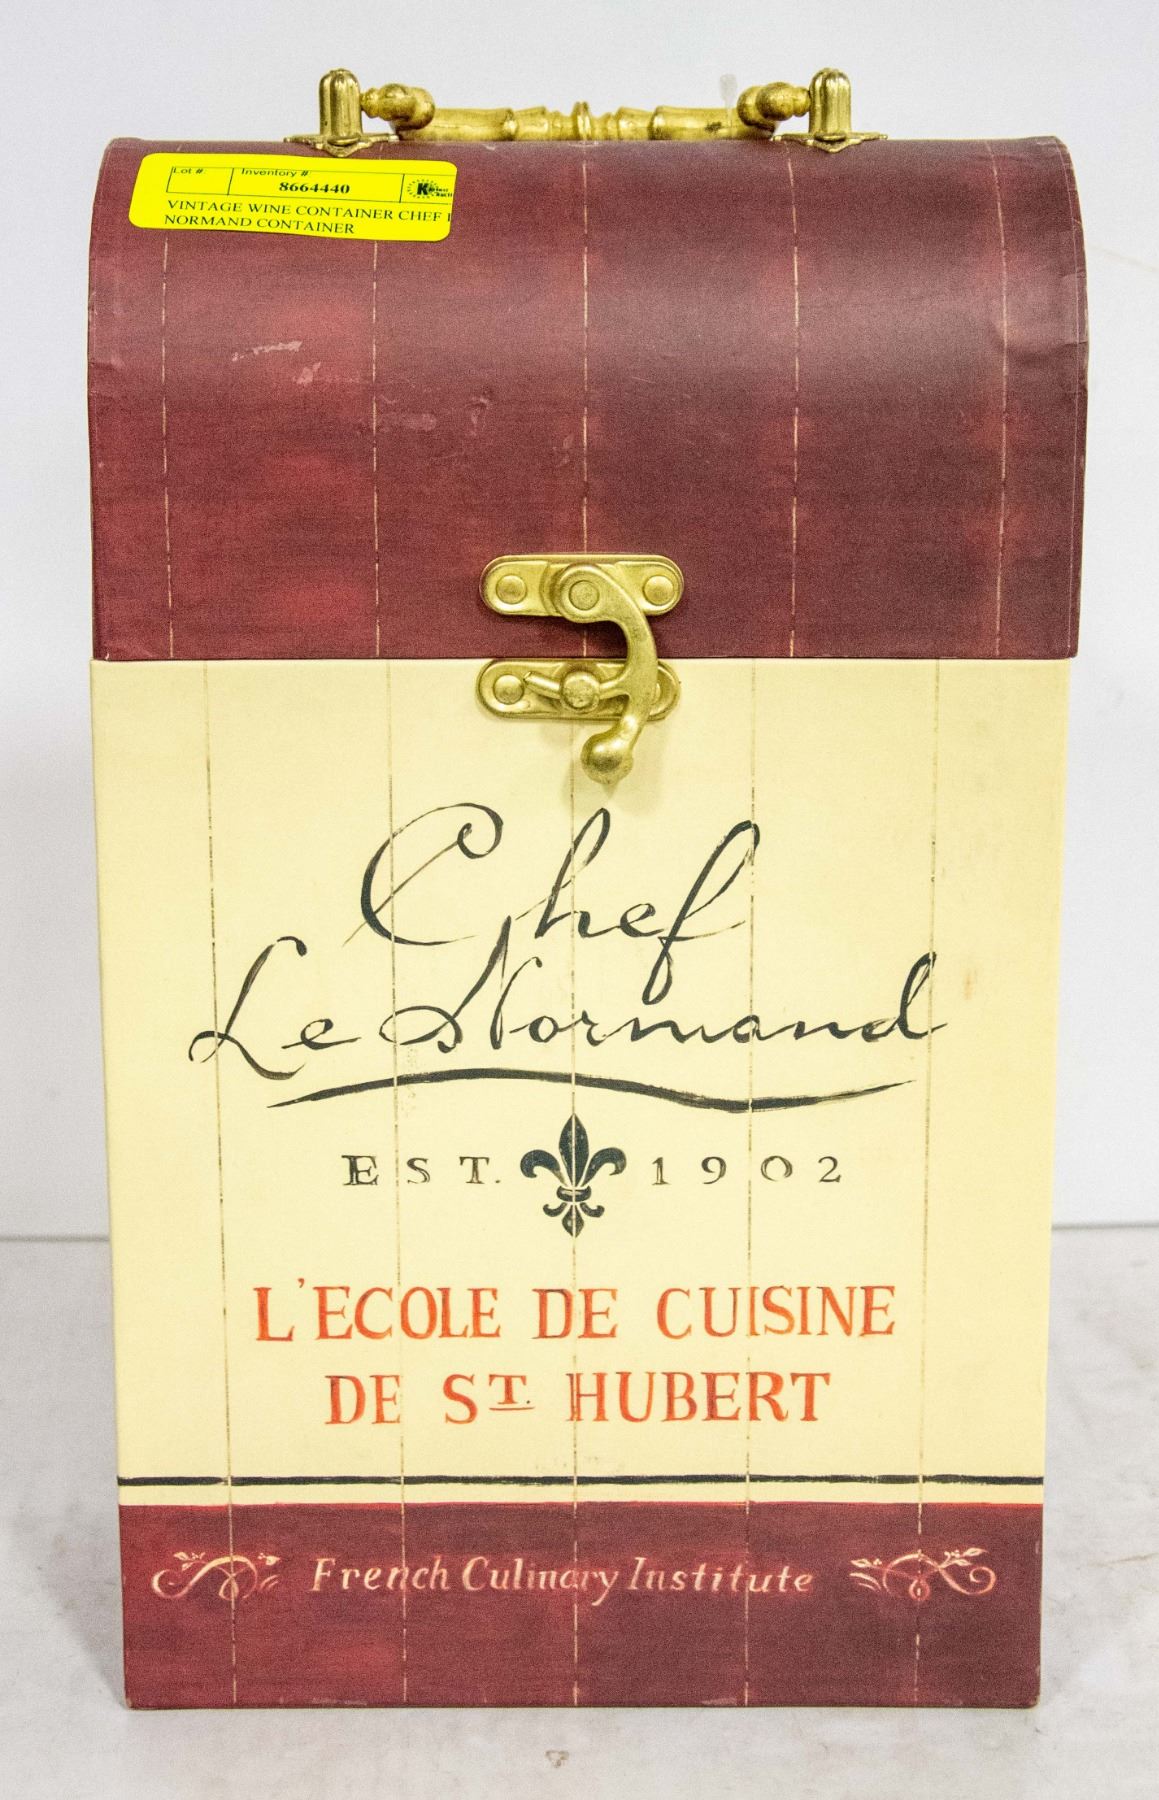 Lot #:
Inventory #:
8664440
VINTAGE WINE CONTAINER CHEF
NORMAND CONTAINER
Chef
Le Normand
EST. 1902
L'ECOLE DE CUISINE
DE ST. HUBERT
French Culinary Institute